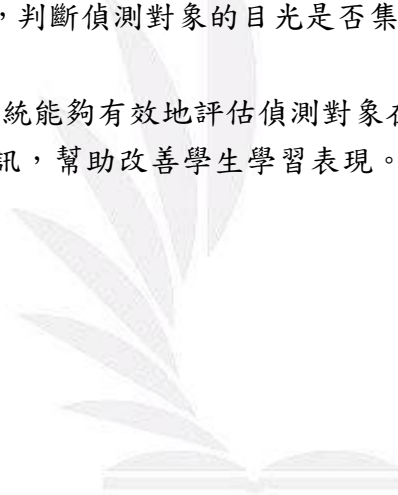 ，判斷偵測對象的目光是否集
統能夠有效地評估偵測對象在
訊，幫助改善學生學習表現。